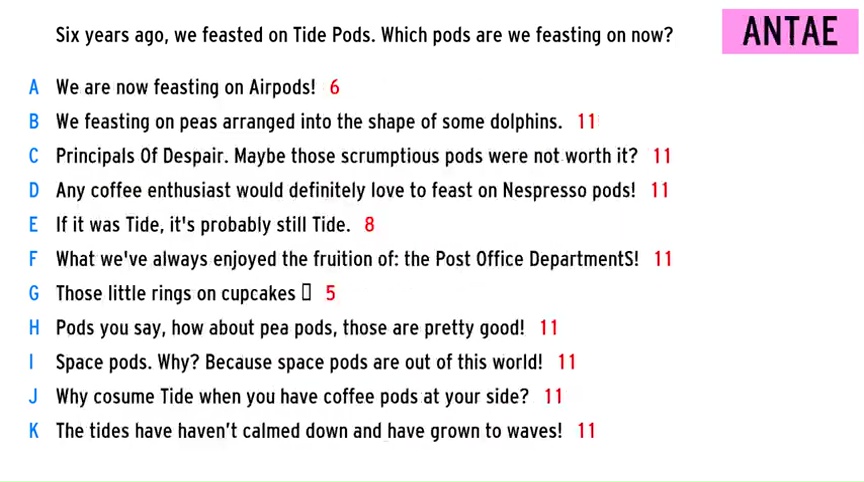 Six years ago, we feasted on Tide Pods. Which pods are we feasting on now?
ANTAE
A We are now feasting on Airpods! 6
B We feasting on peas arranged into the shape of some dolphins. 11
C Principals Of Despair. Maybe those scrumptious pods were not worth it? 11
D Any coffee enthusiast would definitely love to feast on Nespresso pods! 11
E If it was Tide, it's probably still Tide. 8
F What we've always enjoyed the fruition of: the Post Office DepartmentS! 11
G Those little rings on cupcakes ▯ 5
H Pods you say, how about pea pods, those are pretty good! 11
I Space pods. Why? Because space pods are out of this world! 11
J Why cosume Tide when you have coffee pods at your side? 11
K The tides have haven’t calmed down and have grown to waves! 11